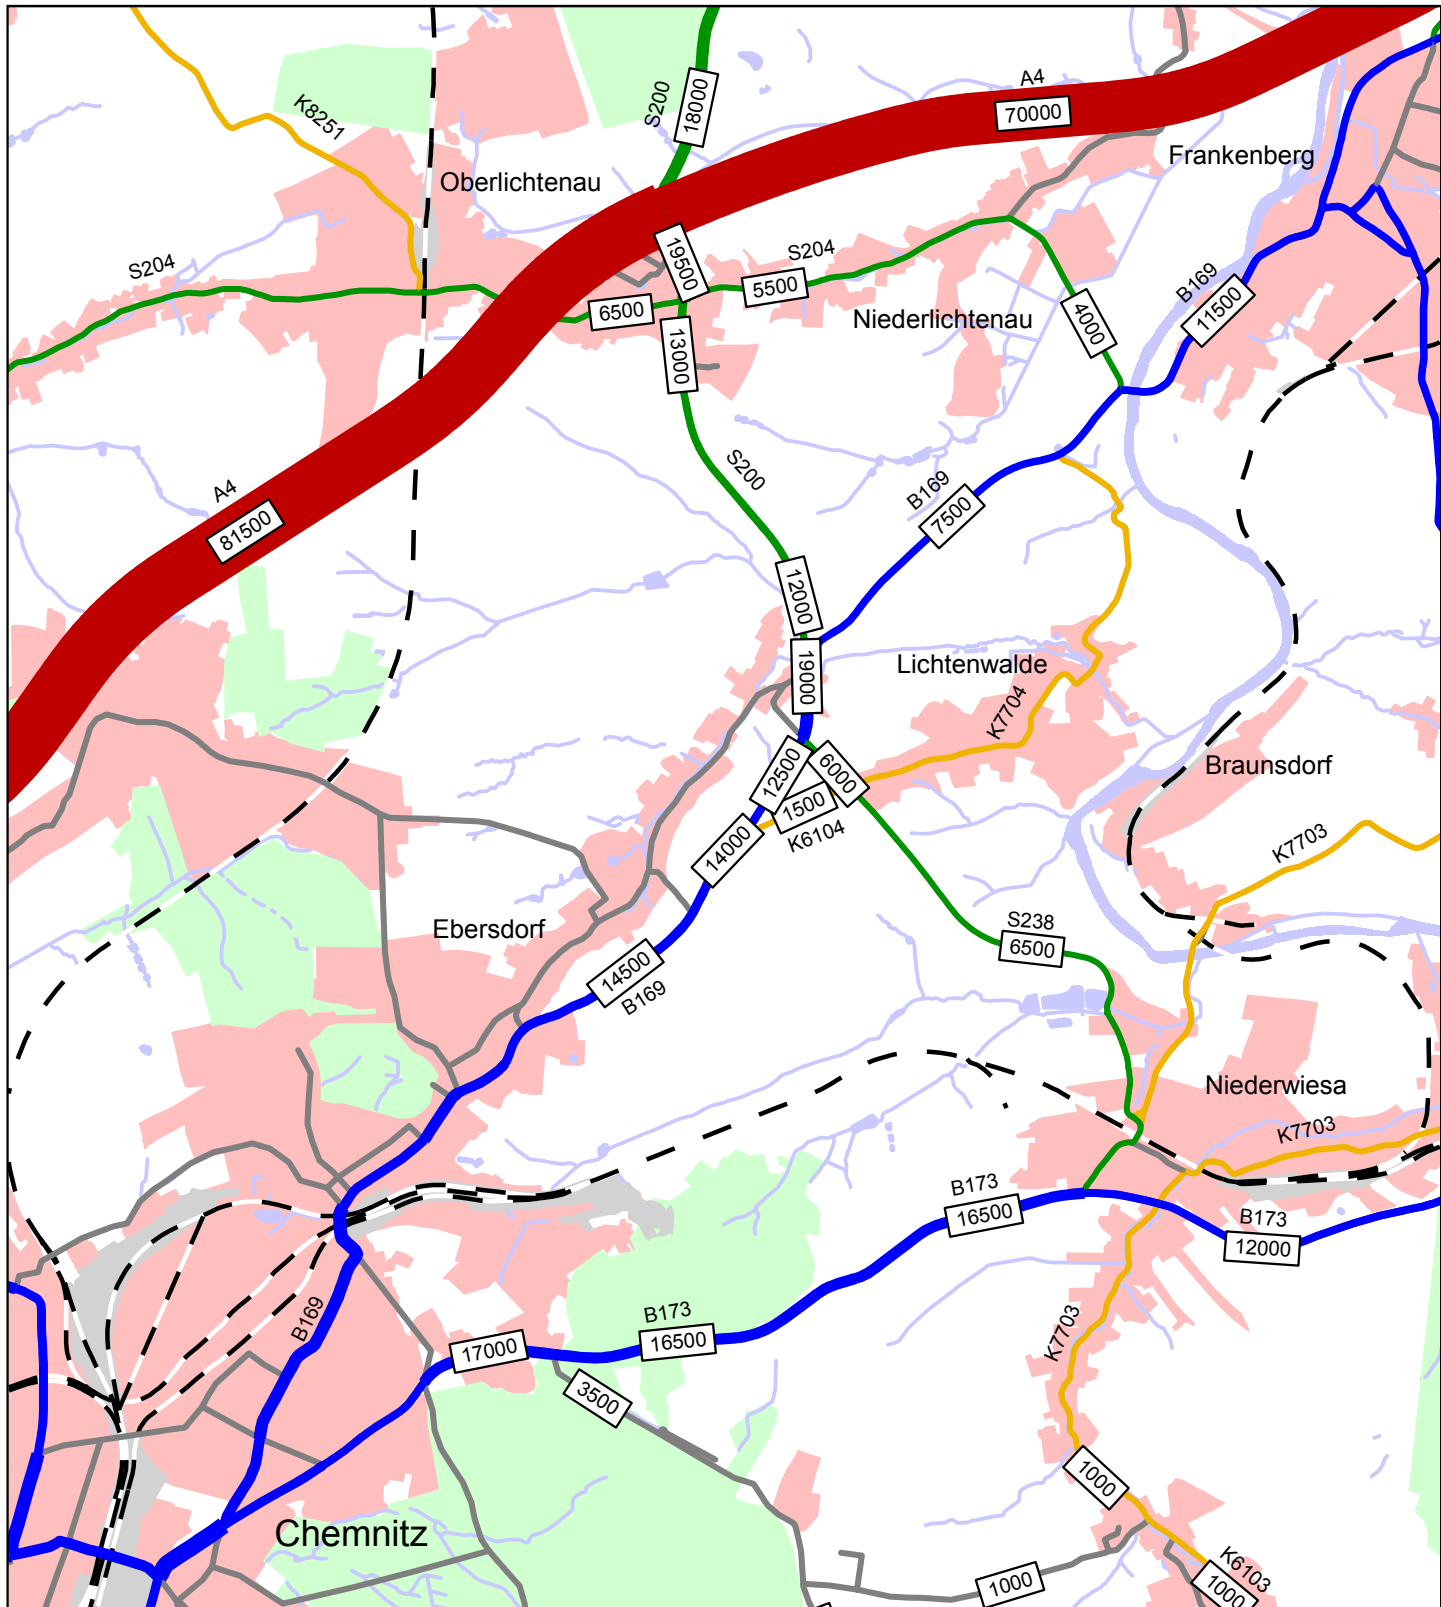 A4
70000
S200
18000
K8251
Frankenberg
Oberlichtenau
S204
19500
S204
5500
6500
B169
11500
Niederlichtenau
4000
13000
S200
A4
81500
B169
7500
12000
19000
Lichtenwalde
K7704
12500
6000
Braunsdorf
1500
K6104
14000
K7703
Ebersdorf
S238
6500
14500
B169
Niederwiesa
K7703
B173
16500
B173
12000
B169
B173
16500
17000
K7703
3500
1000
Chemnitz
K6103
1000
1000